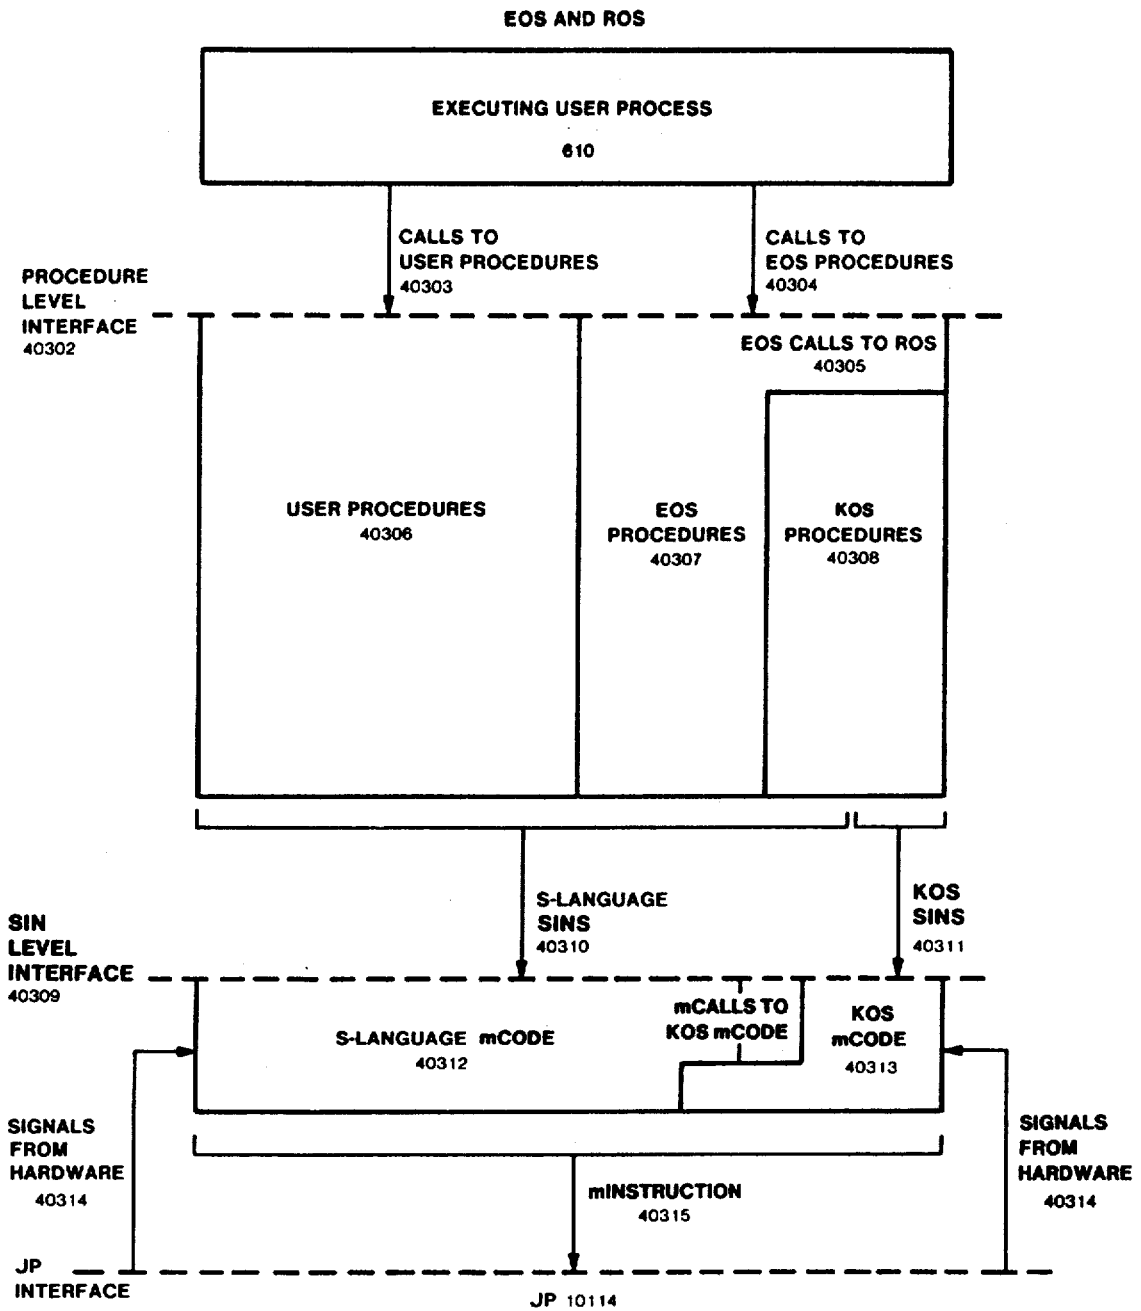 EOS AND ROS
EXECUTING USER PROCESS
610
CALLS TO
USER PROCEDURES
40303
CALLS TO
EOS PROCEDURES
40304
PROCEDURE
LEVEL
INTERFACE
40302
EOS CALLS TO ROS
40305
USER PROCEDURES
40306
EOS
PROCEDURES
40307
KOS
PROCEDURES
40308
S-LANGUAGE
SINS
40310
KOS
SINS
40311
SIN
LEVEL
INTERFACE
40309
S-LANGUAGE mCODE
40312
mCALLS TO
KOS mCODE
KOS
mCODE
40313
SIGNALS
FROM
HARDWARE
40314
SIGNALS
FROM
HARDWARE
40314
mINSTRUCTION
40315
JP
INTERFACE
JP 10114